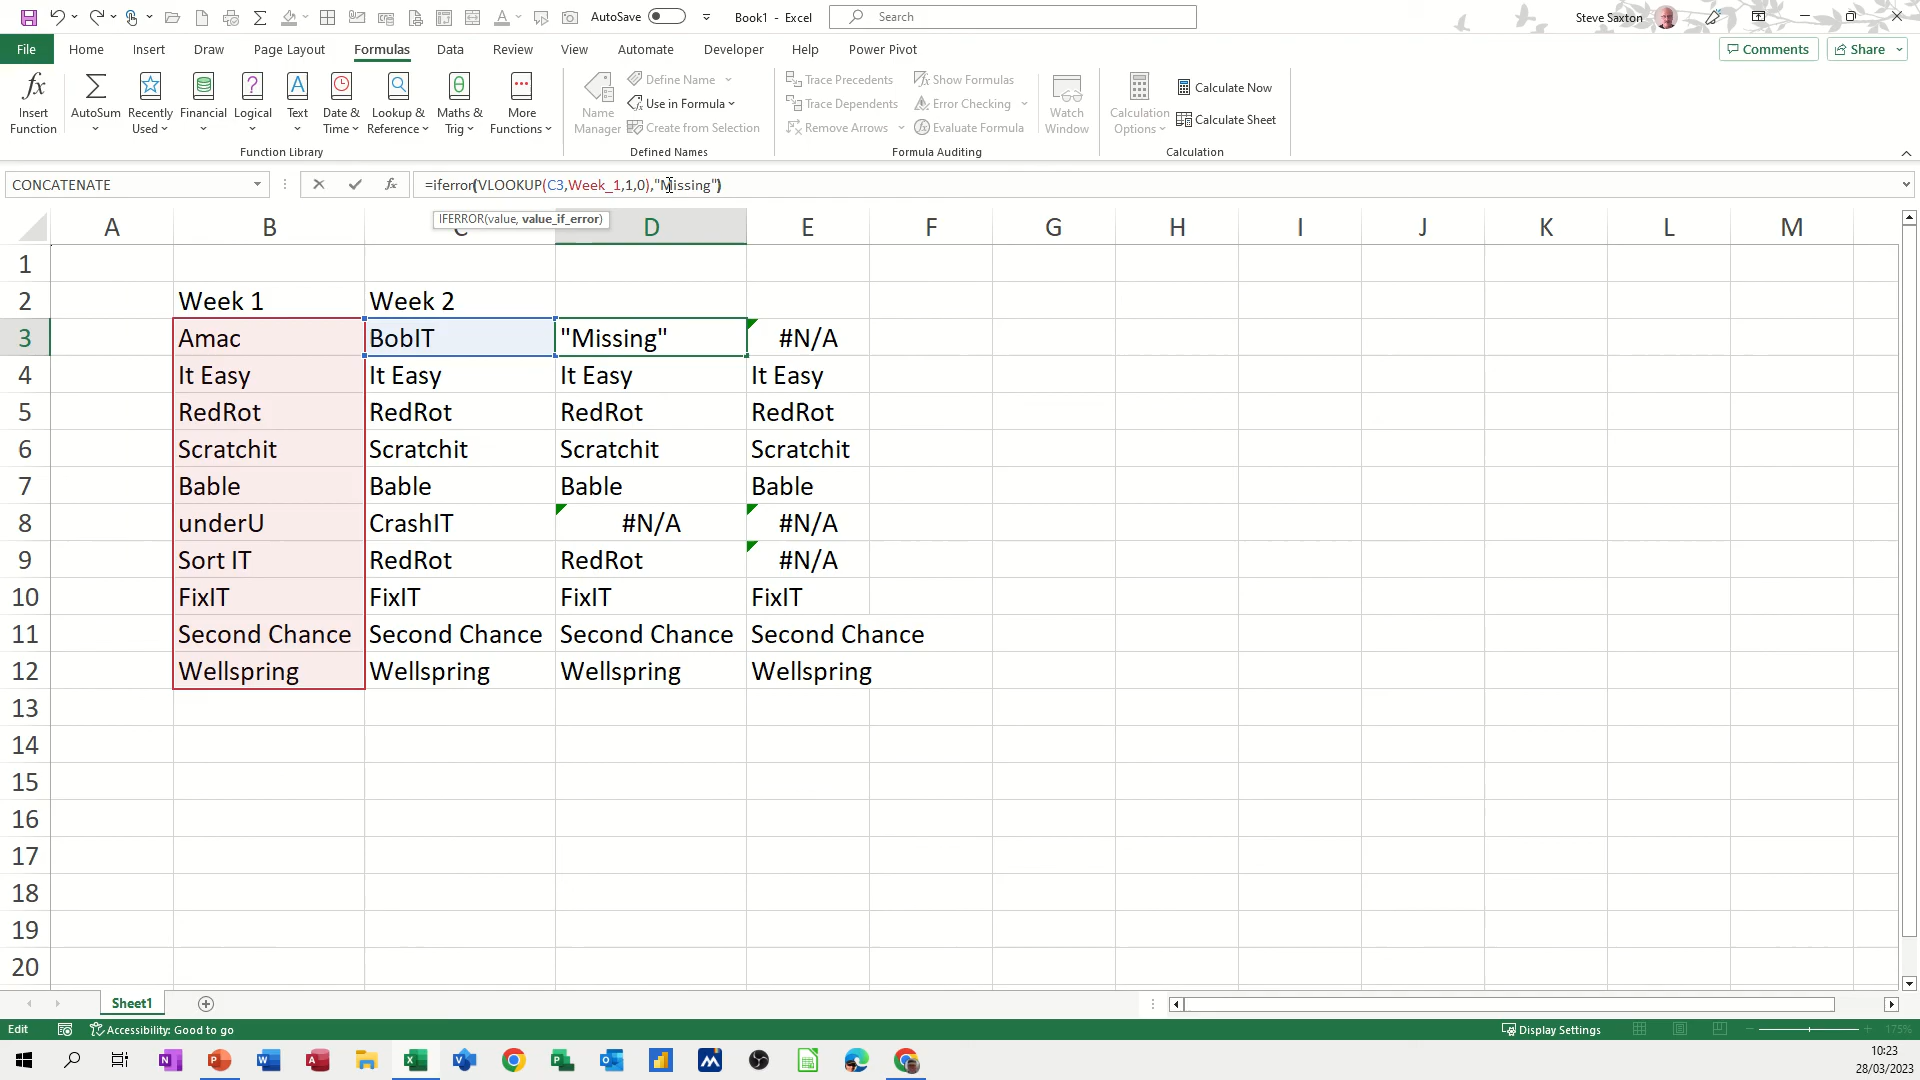 AutoSave
Book1 - Excel
Search
Steve Saxton
File Home Insert Draw Page Layout Formulas Data Review View Automate Developer Help Power Pivot
Comments Share
Insert Function
AutoSum
Recently Used
Financial
Logical
Text
Date & Time
Lookup & Reference
Maths & Trig
More Functions
Function Library
Name Manager
Define Name
Use in Formula
Create from Selection
Defined Names
Trace Precedents
Trace Dependents
Remove Arrows
Show Formulas
Error Checking
Evaluate Formula
Watch Window
Formula Auditing
Calculation Options
Calculate Now
Calculate Sheet
Calculation
CONCATENATE
=iferror(VLOOKUP(C3,Week_1,1,0),"Missing")
IFERROR(value, value_if_error)
A B C D E F G H I J K L M
1
2 Week 1 Week 2
3 Amac BobIT "Missing" #N/A
4 It Easy It Easy It Easy It Easy
5 RedRot RedRot RedRot RedRot
6 Scratchit Scratchit Scratchit Scratchit
7 Bable Bable Bable Bable
8 underU CrashIT #N/A #N/A
9 Sort IT RedRot RedRot #N/A
10 FixIT FixIT FixIT FixIT
11 Second Chance Second Chance Second Chance Second Chance
12 Wellspring Wellspring Wellspring Wellspring
13
14
15
16
17
18
19
20
Sheet1
Edit
Accessibility: Good to go
Display Settings
175%
10:23
28/03/2023